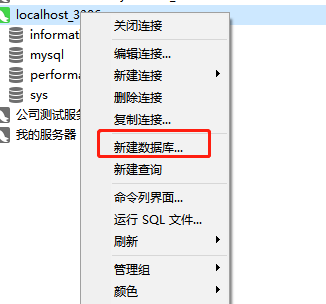 localhost_3306
informat
mysql
perform
sys
公司测试服务
我的服务器
关闭连接
编辑连接...
新建连接
删除连接
复制连接...
新建数据库...
新建查询
命令列界面...
运行 SQL 文件...
刷新
管理组
颜色